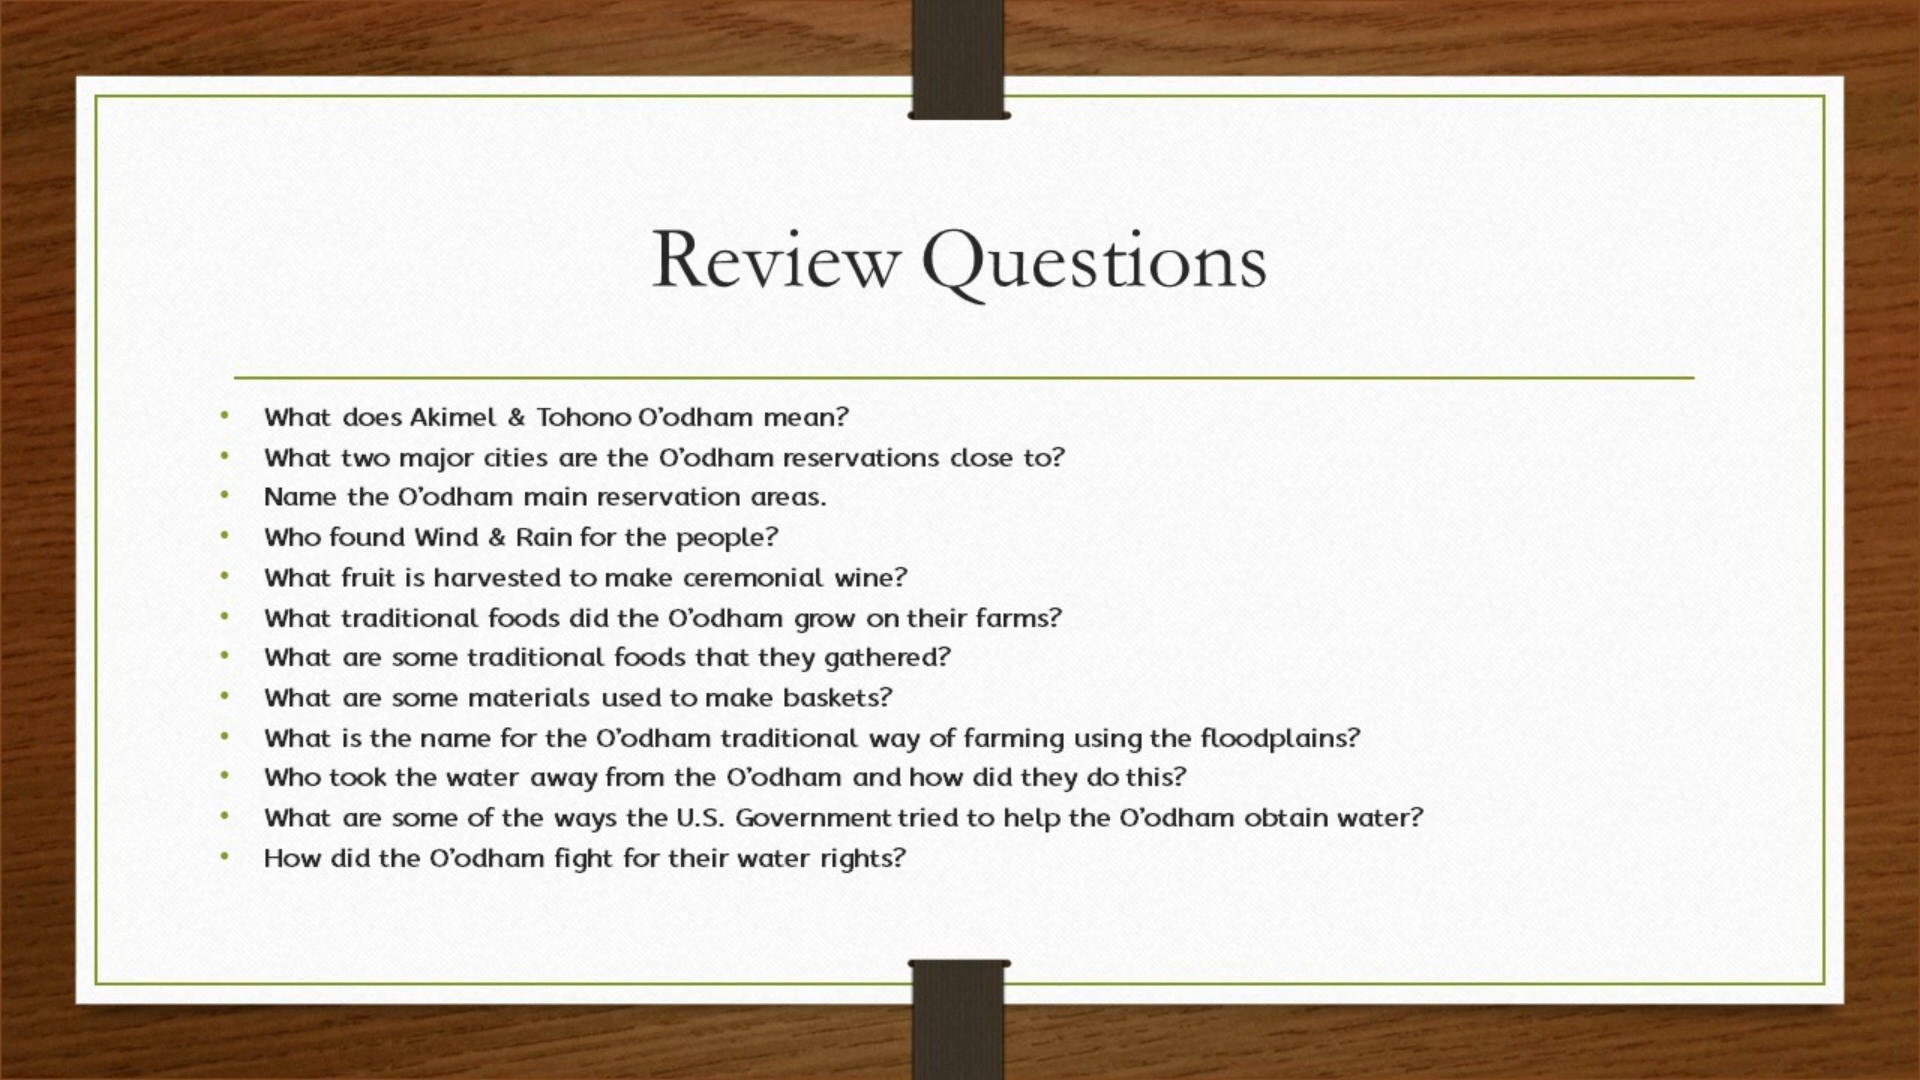 Review Questions
• What does Akimel & Tohono O’odham mean?
• What two major cities are the O’odham reservations close to?
• Name the O’odham main reservation areas.
• Who found Wind & Rain for the people?
• What fruit is harvested to make ceremonial wine?
• What traditional foods did the O’odham grow on their farms?
• What are some traditional foods that they gathered?
• What are some materials used to make baskets?
• What is the name for the O’odham traditional way of farming using the floodplains?
• Who took the water away from the O’odham and how did they do this?
• What are some of the ways the U.S. Government tried to help the O’odham obtain water?
• How did the O’odham fight for their water rights?